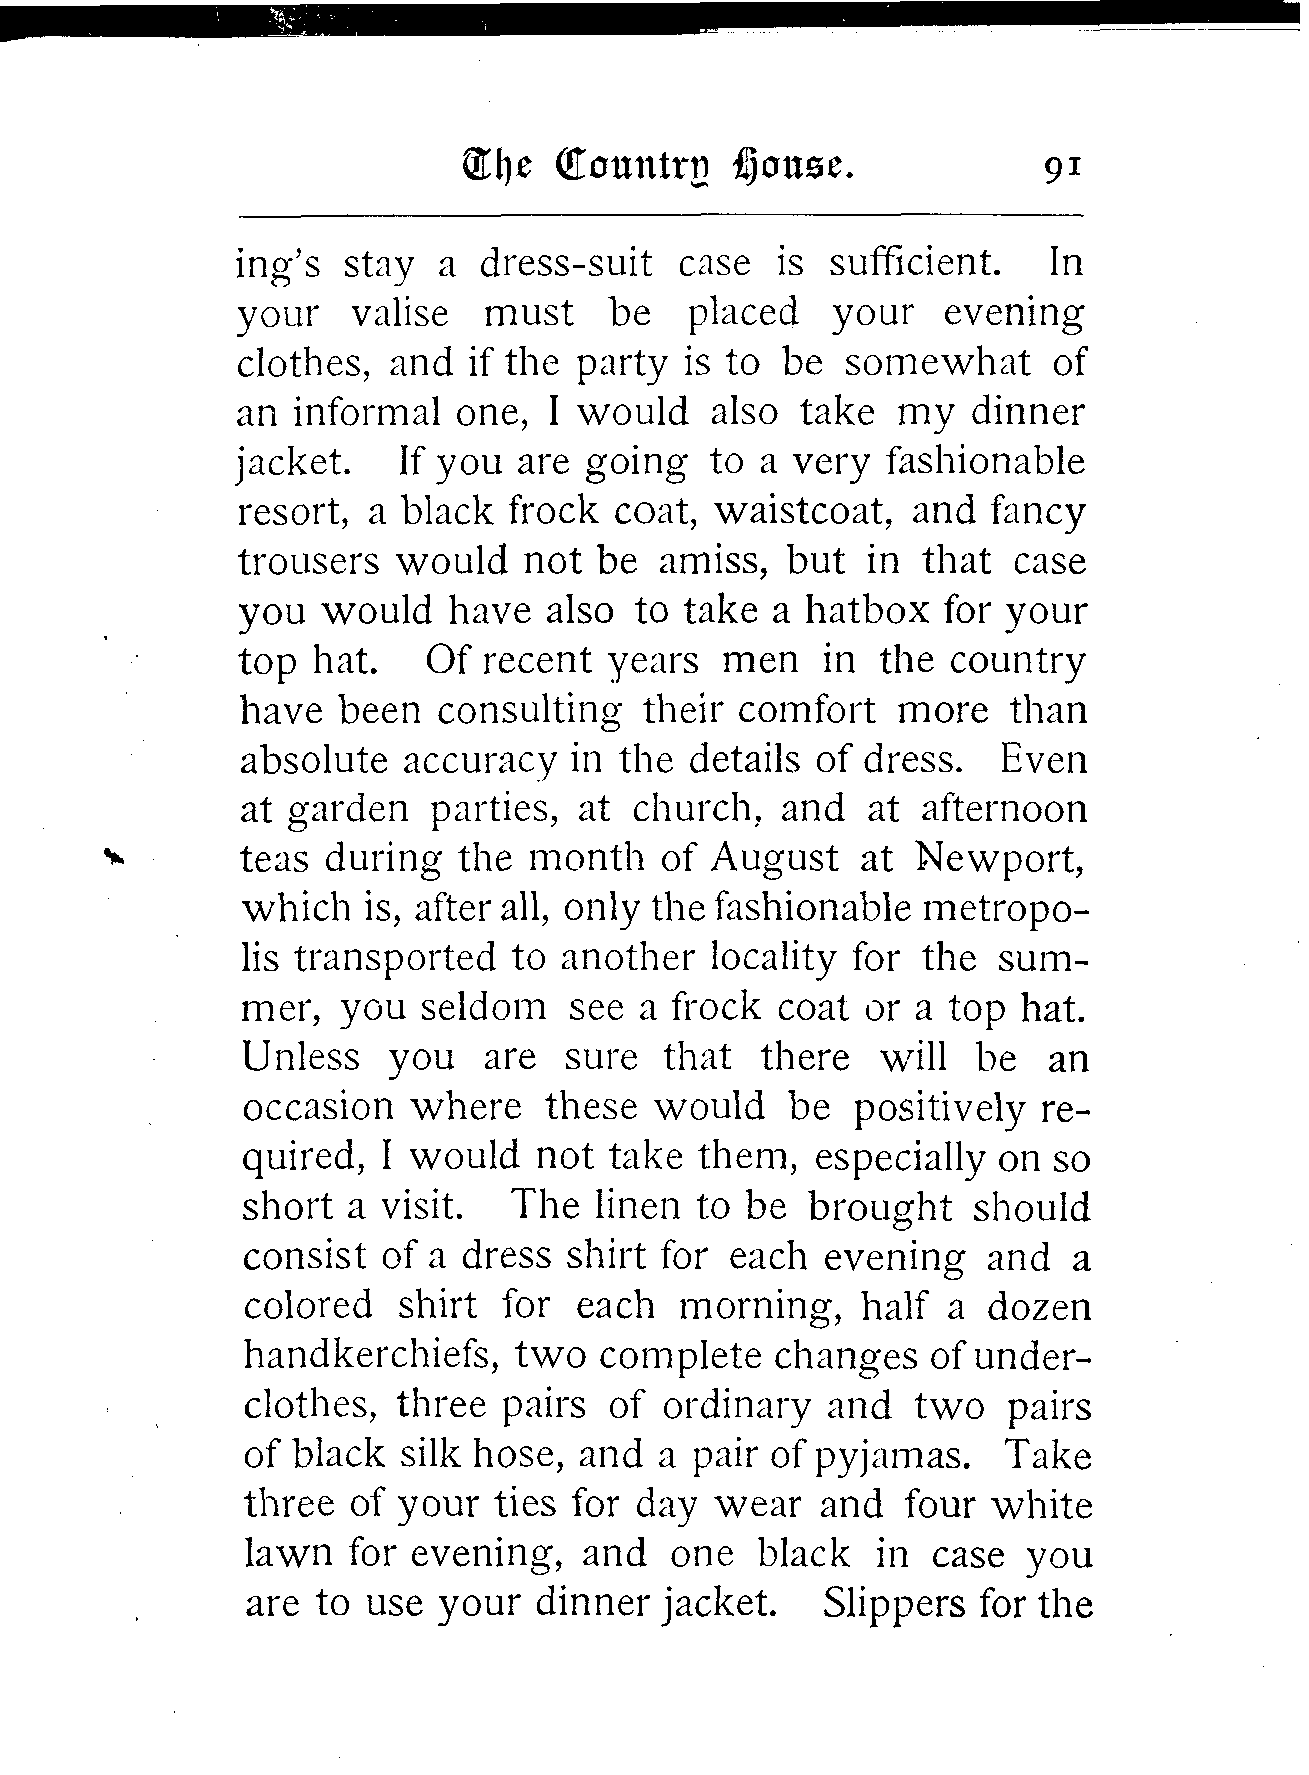 The Country House. 91
ing's stay a dress-suit case is sufficient. In
your valise must be placed your evening
clothes, and if the party is to be somewhat of
an informal one, I would also take my dinner
jacket. If you are going to a very fashionable
resort, a black frock coat, waistcoat, and fancy
trousers would not be amiss, but in that case
you would have also to take a hatbox for your
top hat. Of recent years men in the country
have been consulting their comfort more than
absolute accuracy in the details of dress. Even
at garden parties, at church, and at afternoon
teas during the month of August at Newport,
which is, after all, only the fashionable metropo-
lis transported to another locality for the sum-
mer, you seldom see a frock coat or a top hat.
Unless you are sure that there will be an
occasion where these would be positively re-
quired, I would not take them, especially on so
short a visit. The linen to be brought should
consist of a dress shirt for each evening and a
colored shirt for each morning, half a dozen
handkerchiefs, two complete changes of under-
clothes, three pairs of ordinary and two pairs
of black silk hose, and a pair of pyjamas. Take
three of your ties for day wear and four white
lawn for evening, and one black in case you
are to use your dinner jacket. Slippers for the